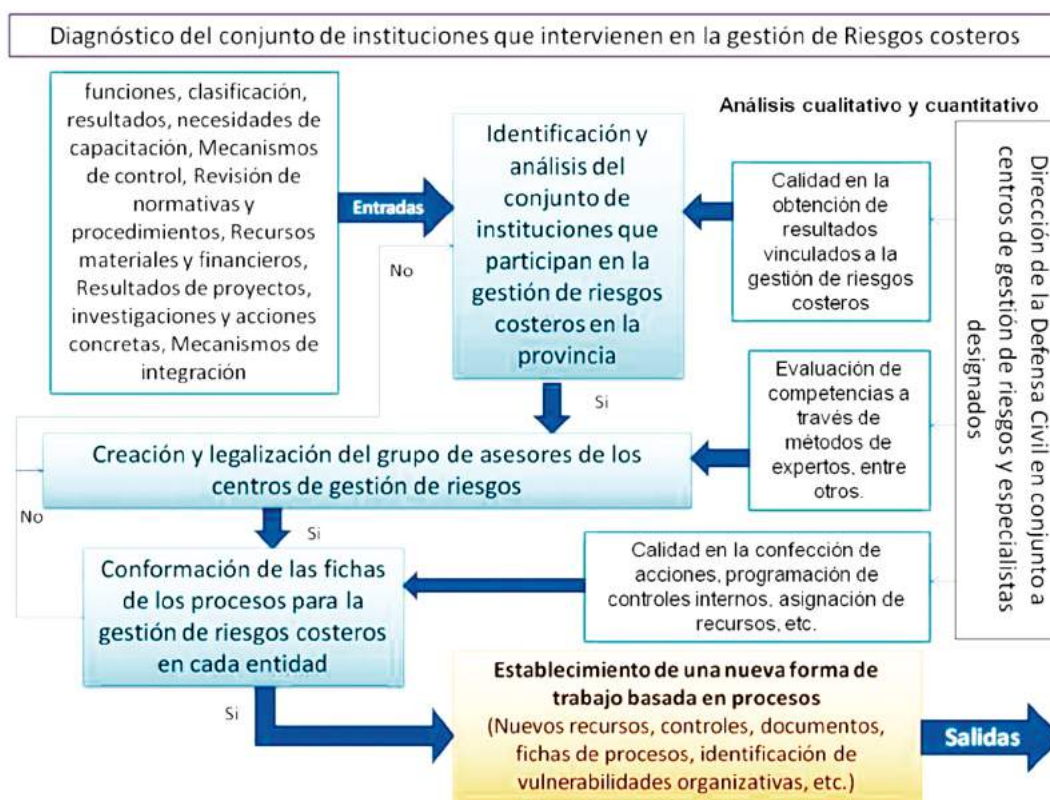 Diagnóstico del conjunto de instituciones que intervienen en la gestión de Riesgos costeros
funciones, clasificación,
resultados, necesidades de
capacitación, Mecanismos
de control, Revisión de
normativas y
procedimientos, Recursos
materiales y financieros,
Resultados de proyectos,
investigaciones y acciones
concretas, Mecanismos de
integración
Entradas
Identificación y
análisis del
conjunto de
instituciones que
participan en la
gestión de riesgos
costeros en la
provincia
Análisis cualitativo y cuantitativo
Calidad en la
obtención de
resultados
vinculados a la
gestión de riesgos
costeros
Dirección de la Defensa Civil en conjunto a
centros de gestión de riesgos y especialistas
designados
No
Si
Evaluación de
competencias a
través de
métodos de
expertos, entre
otros.
Creación y legalización del grupo de asesores de los
centros de gestión de riesgos
No
Si
Conformación de las fichas
de los procesos para la
gestión de riesgos costeros
en cada entidad
Calidad en la confección de
acciones, programación de
controles internos, asignación de
recursos, etc.
Si
Establecimiento de una nueva forma de
trabajo basada en procesos
(Nuevos recursos, controles, documentos,
fichas de procesos, identificación de
vulnerabilidades organizativas, etc.)
Salidas